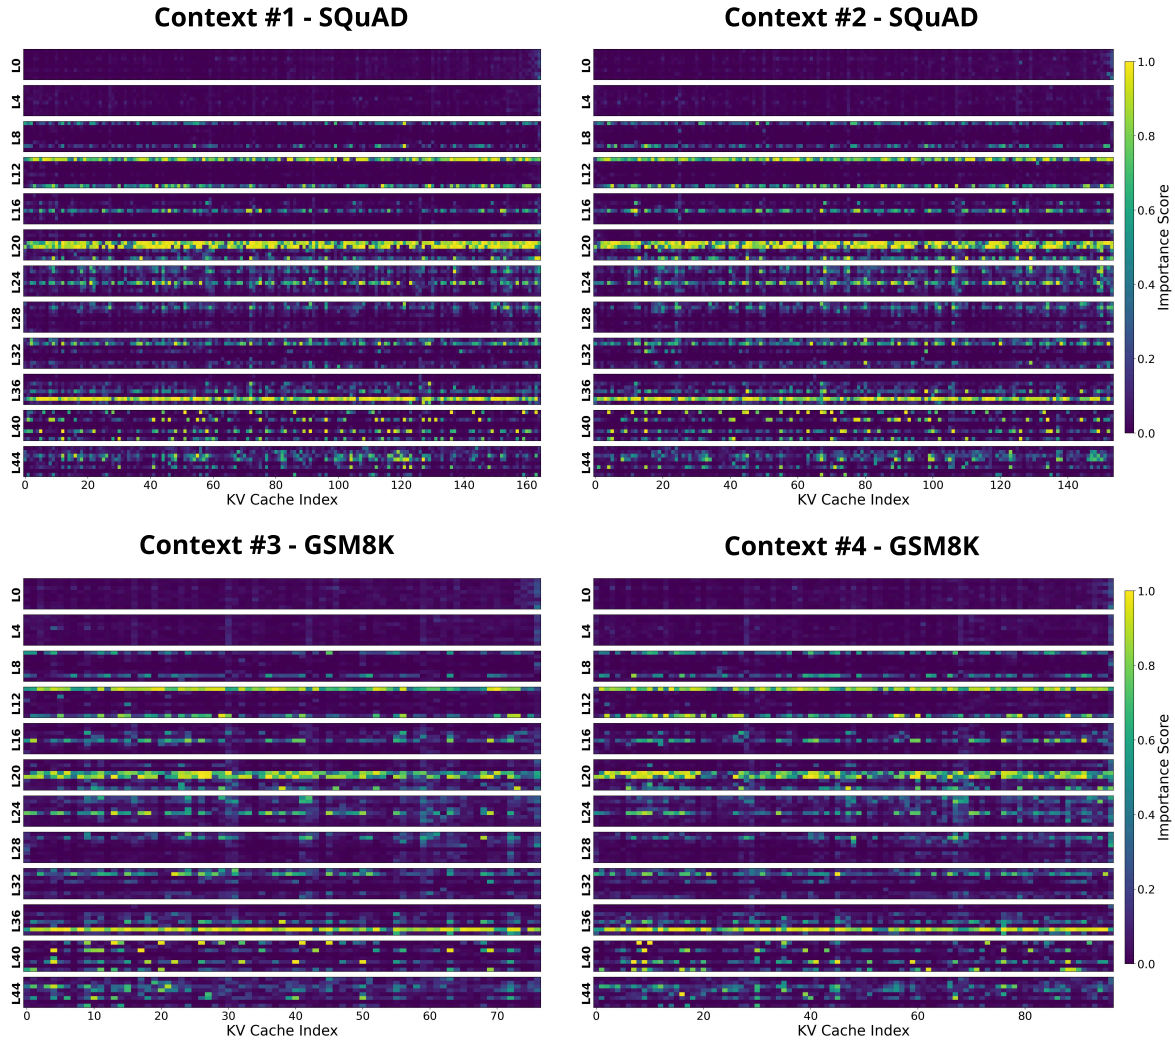 Context #1 - SQuAD
L0
L4
L8
L12
L16
L20
L24
L28
L32
L36
L40
L44
0 20 40 60 80 100 120 140 160
KV Cache Index
Context #2 - SQuAD
L0
L4
L8
L12
L16
L20
L24
L28
L32
L36
L40
L44
0 20 40 60 80 100 120 140
KV Cache Index
1.0
0.8
0.6
0.4
0.2
0.0
Importance Score
Context #3 - GSM8K
L0
L4
L8
L12
L16
L20
L24
L28
L32
L36
L40
L44
0 10 20 30 40 50 60 70
KV Cache Index
Context #4 - GSM8K
L0
L4
L8
L12
L16
L20
L24
L28
L32
L36
L40
L44
0 20 40 60 80
KV Cache Index
1.0
0.8
0.6
0.4
0.2
0.0
Importance Score